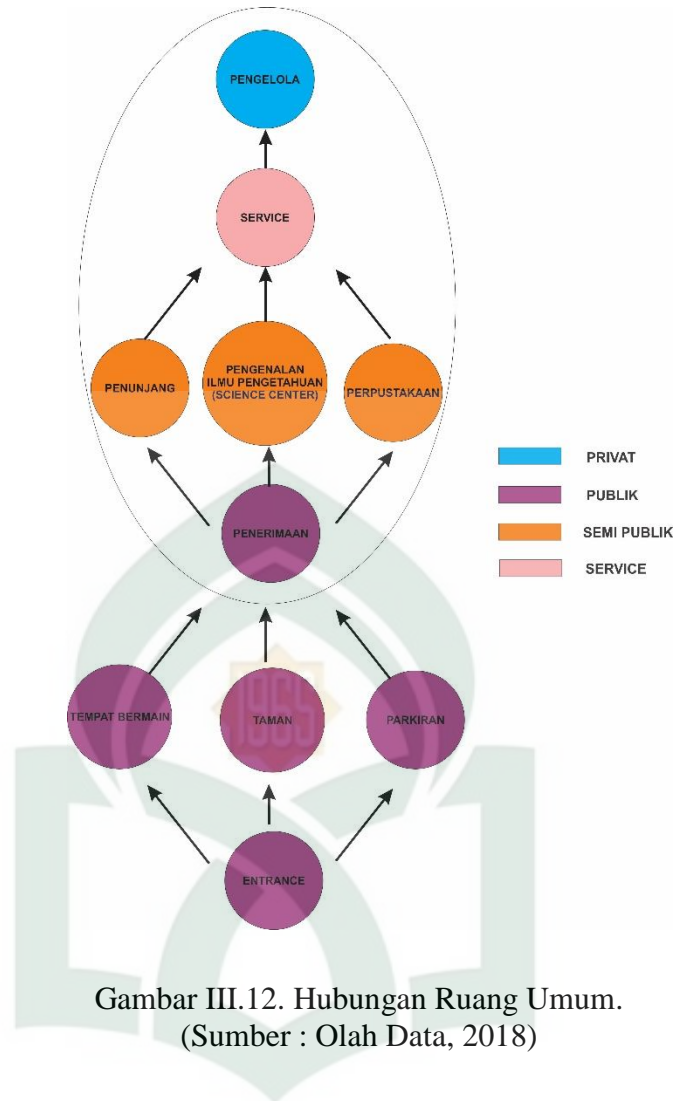 PENGELOLA
SERVICE
PENUNJANG
PENGENALAN
ILMU PENGETAHUAN
(SCIENCE CENTER)
PERPUSTAKAAN
PRIVAT
PUBLIK
SEMI PUBLIK
SERVICE
PENERIMAAN
TEMPAT BERMAIN
TAMAN
PARKIRAN
1965
ENTRANCE
Gambar III.12. Hubungan Ruang Umum.
(Sumber : Olah Data, 2018)